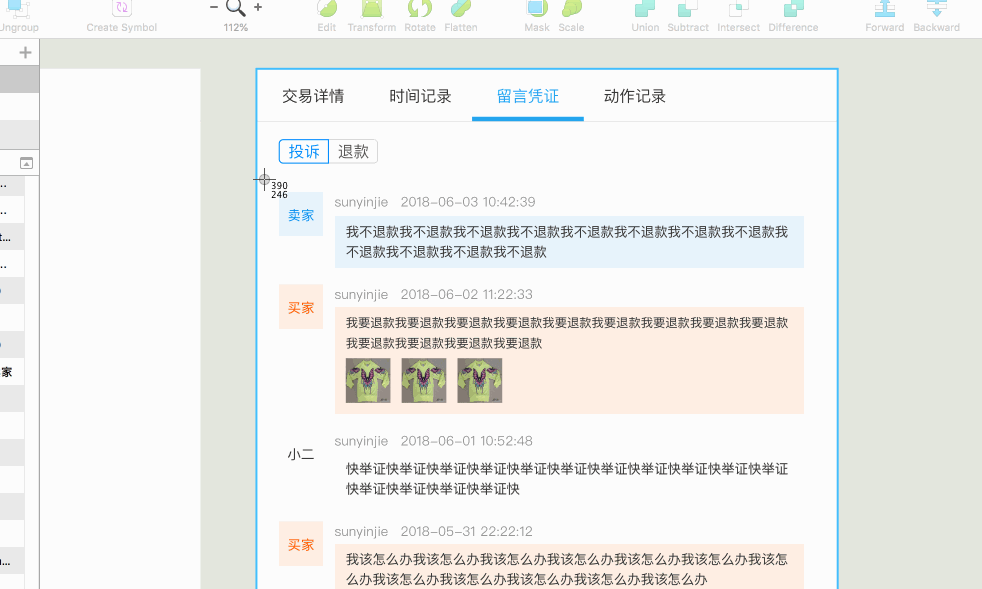 Ungroup
Create Symbol
112%
Edit
Transform
Rotate
Flatten
Mask
Scale
Union
Subtract
Intersect
Difference
Forward
Backward
交易详情
时间记录
留言凭证
动作记录
投诉
退款
390
246
卖家
sunyinjie 2018-06-03 10:42:39
我不退款我不退款我不退款我不退款我不退款我不退款我不退款我不退款我
不退款我不退款我不退款我不退款
买家
sunyinjie 2018-06-02 11:22:33
我要退款我要退款我要退款我要退款我要退款我要退款我要退款我要退款我要退款
我要退款我要退款我要退款我要退款
小二
sunyinjie 2018-06-01 10:52:48
快举证快举证快举证快举证快举证快举证快举证快举证快举证快举证快举证
快举证快举证快举证快举证快
家
买家
sunyinjie 2018-05-31 22:22:12
我该怎么办我该怎么办我该怎么办我该怎么办我该怎么办我该怎么办我该怎
么办我该怎么办我该怎么办我该怎么办我该怎么办我该怎么办